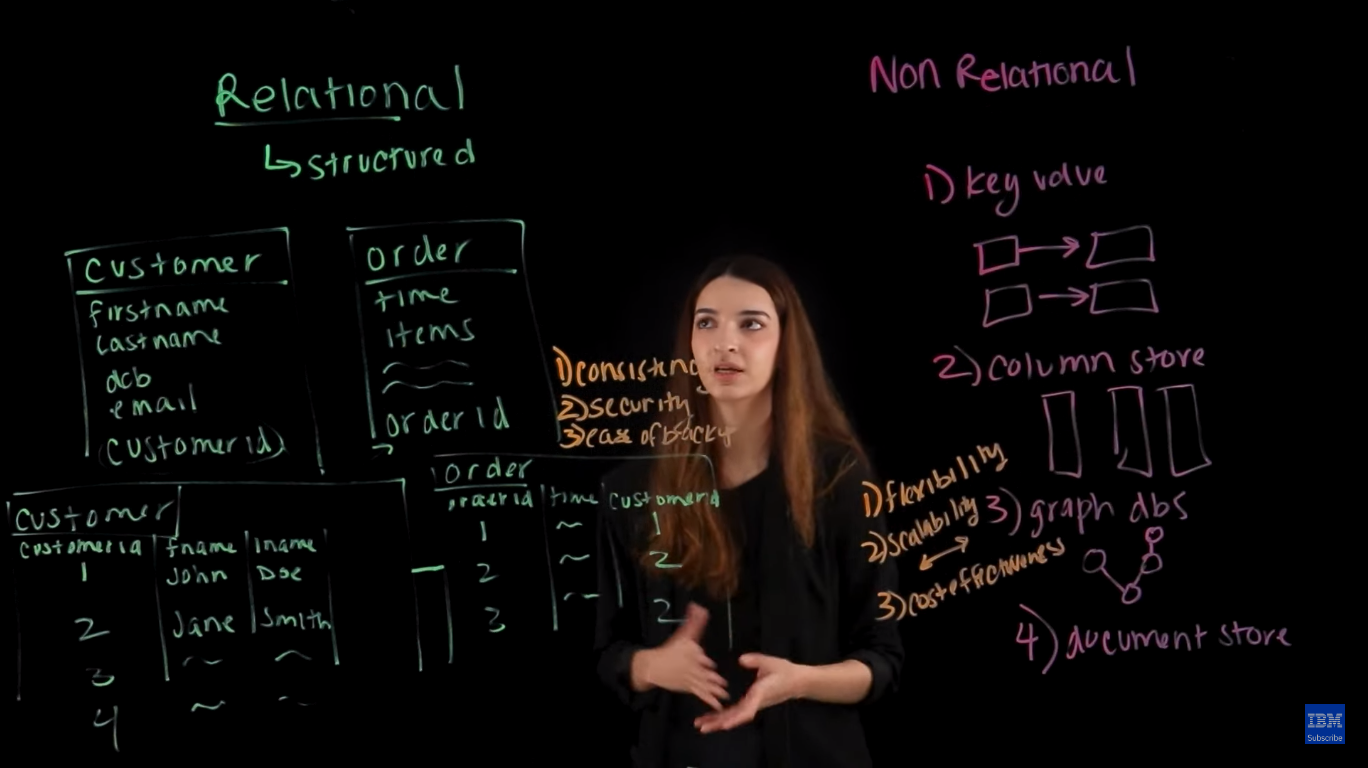 Relational
structured
customer
firstname
lastname
dob
email
(customerid)
order
time
items
orderid
1) consisting
2) security
3) ease of backup
customer
customerid fname lname
1 John Doe
2 Jane Smith
3
4
order
orderid time customerid
1 1
2 2
3 2
Non Relational
1) key value
2) column store
3) graph dbs
4) document store
1) flexibility
2) scalability
3) cost effectiveness
IBM
Subscribe